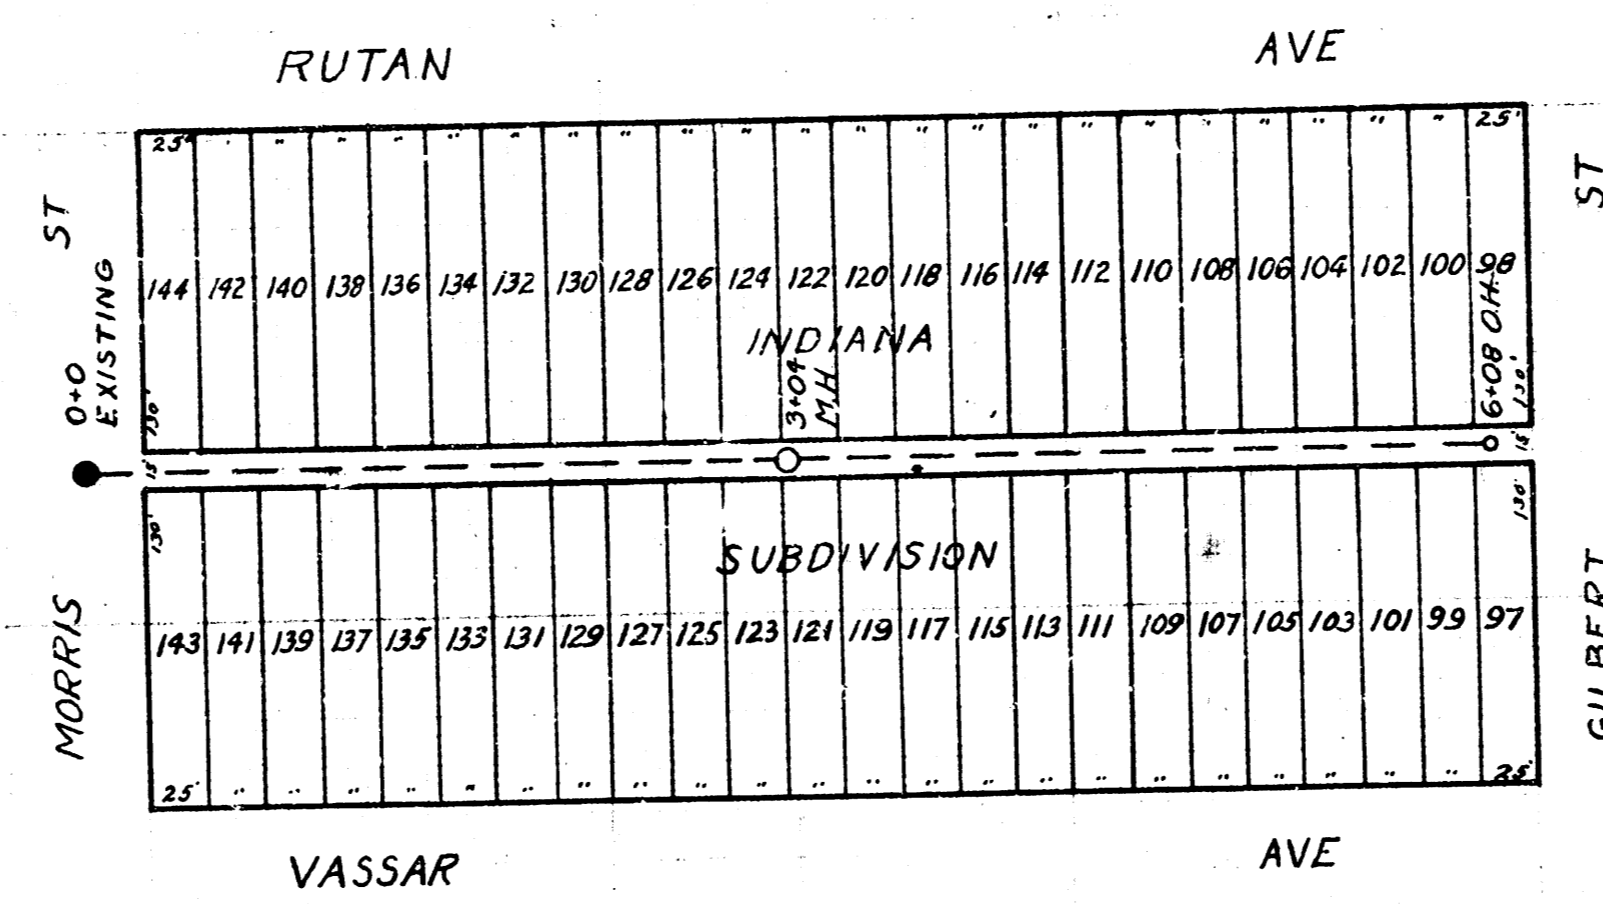 RUTAN AVE
25' " " " " " " " " " " " " " " " " " " " " " " 25'
ST
ST
0+0
EXISTING
144 142 140 138 136 134 132 130 128 126 124 122 120 118 116 114 112 110 108 106 104 102 100 98
INDIANA
3+04
M.H.
6+08 O.H.
130'
130'
15'
15'
130'
130'
SUBDIVISION
MORRIS
GILBERT
143 141 139 137 135 133 131 129 127 125 123 121 119 117 115 113 111 109 107 105 103 101 99 97
25' " " " " " " " " " " " " " " " " " " " " " " 25'
VASSAR AVE